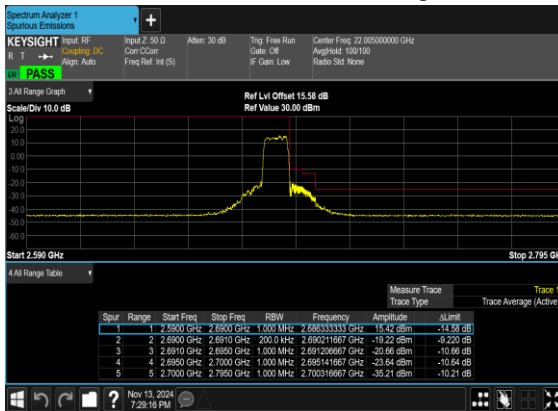 Spectrum Analyzer 1
Spurious Emissions
KEYSIGHT Input: RF Input Z: 50 Ω Atten: 30 dB Trig: Free Run Center Freq: 22.005000000 GHz
R T Coupling: DC Corr CCorr Gate: Off Avg|Hold: 100/100
Align: Auto Freq Ref: Int (S) IF Gain: Low Radio Std: None
PASS
3 All Range Graph Ref Lvl Offset 15.58 dB
Scale/Div 10.0 dB Ref Value 30.00 dBm
Log
20.0
10.0
0.00
-10.0
-20.0
-30.0
-40.0
-50.0
-60.0
Start 2.590 GHz Stop 2.795 GH
4 All Range Table
Measure Trace Trace 1
Trace Type Trace Average (Active
Spur Range Start Freq Stop Freq RBW Frequency Amplitude ΔLimit
1 1 2.5900 GHz 2.6900 GHz 1.000 MHz 2.686333333 GHz 15.42 dBm -14.58 dB
2 2 2.6900 GHz 2.6910 GHz 200.0 kHz 2.690211667 GHz -19.22 dBm -9.220 dB
3 3 2.6910 GHz 2.6950 GHz 1.000 MHz 2.691206667 GHz -20.66 dBm -10.66 dB
4 4 2.6950 GHz 2.7000 GHz 1.000 MHz 2.695141667 GHz -23.64 dBm -10.64 dB
5 5 2.7000 GHz 2.7950 GHz 1.000 MHz 2.700316667 GHz -35.21 dBm -10.21 dB
? Nov 13, 2024
7:29:16 PM